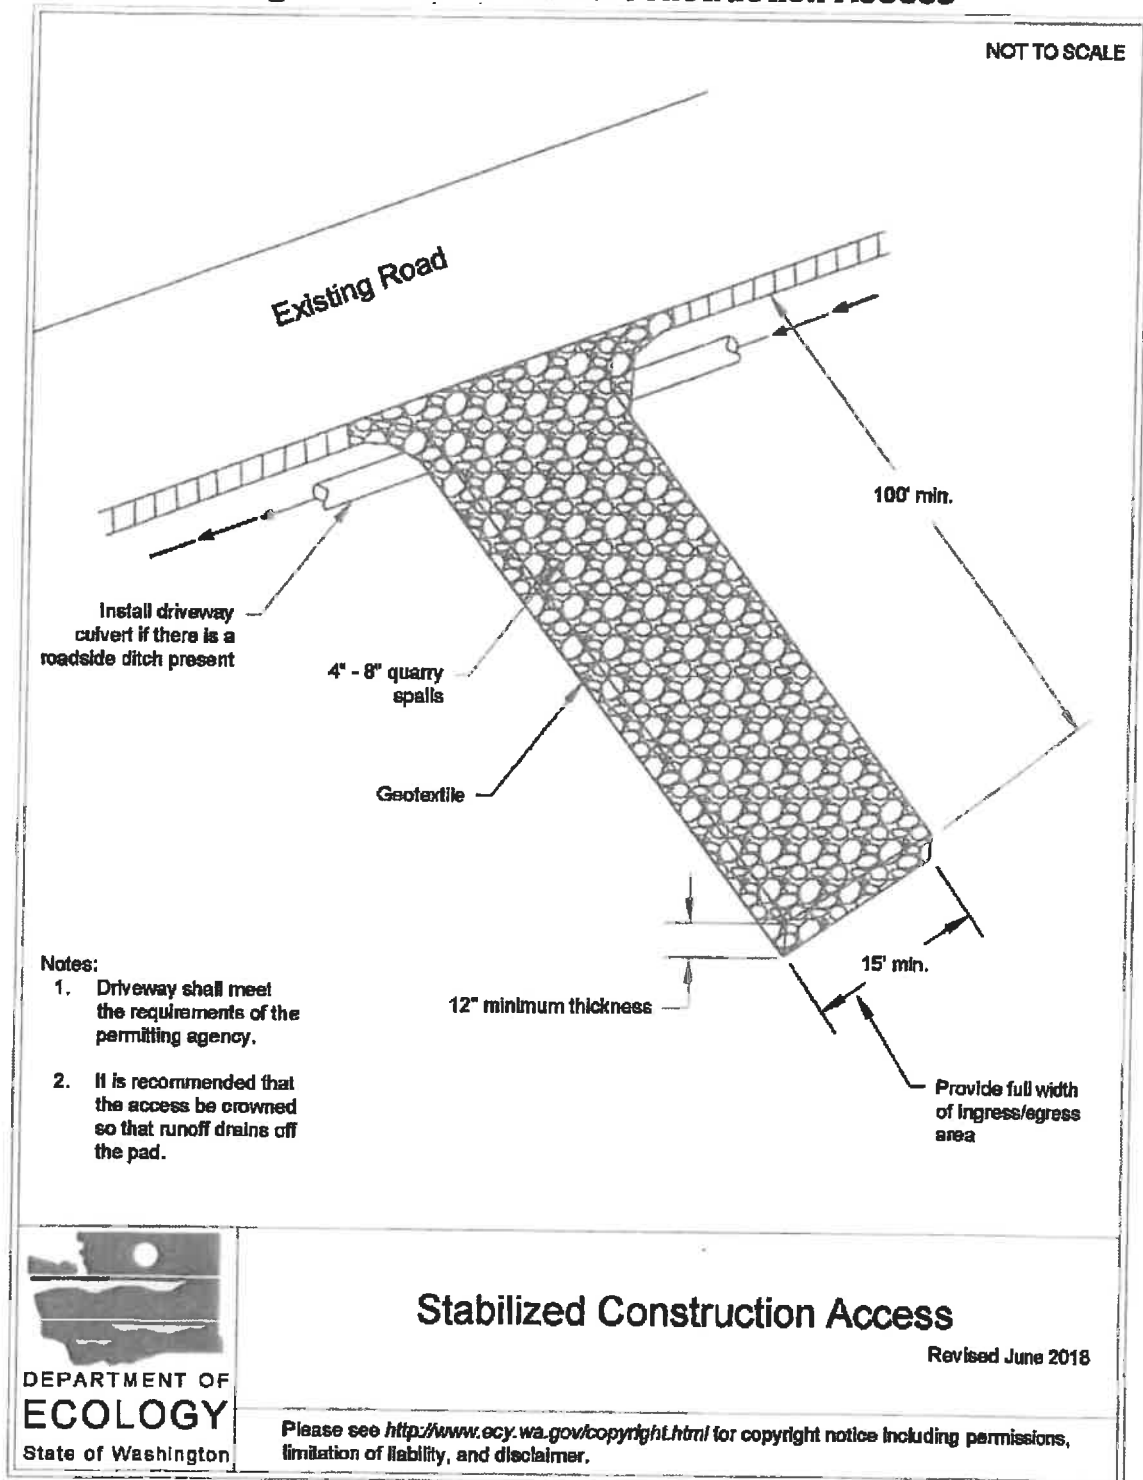 Construction Access
NOT TO SCALE
Existing Road
100' min.
Install driveway
culvert if there is a
roadside ditch present
4" - 8" quarry
spalls
Geotextile
15' min.
12" minimum thickness
Provide full width
of ingress/egress
area
Notes:
1. Driveway shall meet
the requirements of the
permitting agency.
2. It is recommended that
the access be crowned
so that runoff drains off
the pad.
DEPARTMENT OF
ECOLOGY
State of Washington
Stabilized Construction Access
Revised June 2018
Please see http://www.ecy.wa.gov/copyright.html for copyright notice including permissions,
limitation of liability, and disclaimer.